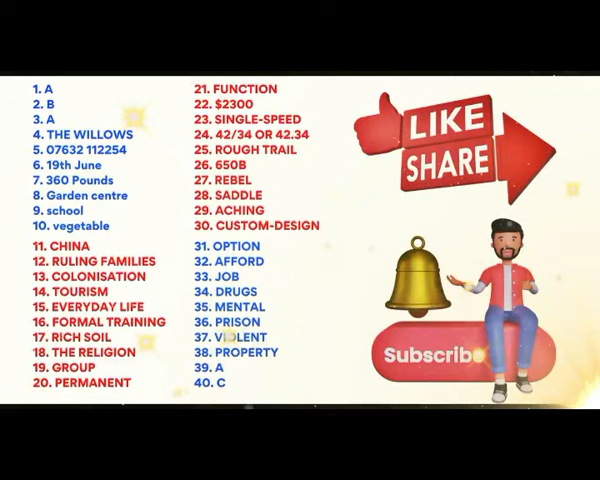 1. A
2. B
3. A
4. THE WILLOWS
5. 07632 112254
6. 19th June
7. 360 Pounds
8. Garden centre
9. school
10. vegetable
11. CHINA
12. RULING FAMILIES
13. COLONISATION
14. TOURISM
15. EVERYDAY LIFE
16. FORMAL TRAINING
17. RICH SOIL
18. THE RELIGION
19. GROUP
20. PERMANENT
21. FUNCTION
22. $2300
23. SINGLE-SPEED
24. 42/34 OR 42.34
25. ROUGH TRAIL
26. 650B
27. REBEL
28. SADDLE
29. ACHING
30. CUSTOM-DESIGN
31. OPTION
32. AFFORD
33. JOB
34. DRUGS
35. MENTAL
36. PRISON
37. VIOLENT
38. PROPERTY
39. A
40. C
LIKE
SHARE
Subscribe